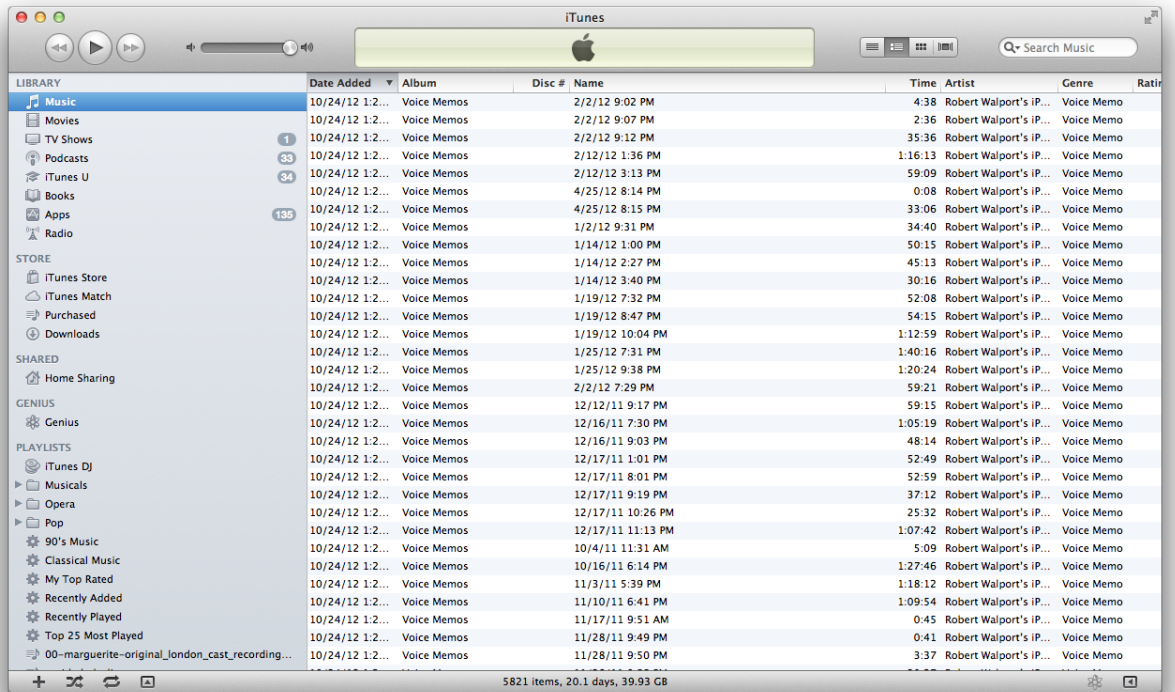 iTunes
Search Music
LIBRARY
Music
Movies
TV Shows 1
Podcasts 33
iTunes U 34
Books
Apps 135
Radio
STORE
iTunes Store
iTunes Match
Purchased
Downloads
SHARED
Home Sharing
GENIUS
Genius
PLAYLISTS
iTunes DJ
Musicals
Opera
Pop
90's Music
Classical Music
My Top Rated
Recently Added
Recently Played
Top 25 Most Played
00-marguerite-original_london_cast_recording...
Date Added Album Disc # Name Time Artist Genre Ratin
10/24/12 1:2... Voice Memos 2/2/12 9:02 PM 4:38 Robert Walport's iP... Voice Memo
10/24/12 1:2... Voice Memos 2/2/12 9:07 PM 2:36 Robert Walport's iP... Voice Memo
10/24/12 1:2... Voice Memos 2/2/12 9:12 PM 35:36 Robert Walport's iP... Voice Memo
10/24/12 1:2... Voice Memos 2/12/12 1:36 PM 1:16:13 Robert Walport's iP... Voice Memo
10/24/12 1:2... Voice Memos 2/12/12 3:13 PM 59:09 Robert Walport's iP... Voice Memo
10/24/12 1:2... Voice Memos 4/25/12 8:14 PM 0:08 Robert Walport's iP... Voice Memo
10/24/12 1:2... Voice Memos 4/25/12 8:15 PM 33:06 Robert Walport's iP... Voice Memo
10/24/12 1:2... Voice Memos 1/2/12 9:31 PM 34:40 Robert Walport's iP... Voice Memo
10/24/12 1:2... Voice Memos 1/14/12 1:00 PM 50:15 Robert Walport's iP... Voice Memo
10/24/12 1:2... Voice Memos 1/14/12 2:27 PM 45:13 Robert Walport's iP... Voice Memo
10/24/12 1:2... Voice Memos 1/14/12 3:40 PM 30:16 Robert Walport's iP... Voice Memo
10/24/12 1:2... Voice Memos 1/19/12 7:32 PM 52:08 Robert Walport's iP... Voice Memo
10/24/12 1:2... Voice Memos 1/19/12 8:47 PM 54:15 Robert Walport's iP... Voice Memo
10/24/12 1:2... Voice Memos 1/19/12 10:04 PM 1:12:59 Robert Walport's iP... Voice Memo
10/24/12 1:2... Voice Memos 1/25/12 7:31 PM 1:40:16 Robert Walport's iP... Voice Memo
10/24/12 1:2... Voice Memos 1/25/12 9:38 PM 1:20:24 Robert Walport's iP... Voice Memo
10/24/12 1:2... Voice Memos 2/2/12 7:29 PM 59:21 Robert Walport's iP... Voice Memo
10/24/12 1:2... Voice Memos 12/12/11 9:17 PM 59:15 Robert Walport's iP... Voice Memo
10/24/12 1:2... Voice Memos 12/16/11 7:30 PM 1:05:19 Robert Walport's iP... Voice Memo
10/24/12 1:2... Voice Memos 12/16/11 9:03 PM 48:14 Robert Walport's iP... Voice Memo
10/24/12 1:2... Voice Memos 12/17/11 1:01 PM 52:49 Robert Walport's iP... Voice Memo
10/24/12 1:2... Voice Memos 12/17/11 8:01 PM 52:59 Robert Walport's iP... Voice Memo
10/24/12 1:2... Voice Memos 12/17/11 9:19 PM 37:12 Robert Walport's iP... Voice Memo
10/24/12 1:2... Voice Memos 12/17/11 10:26 PM 25:32 Robert Walport's iP... Voice Memo
10/24/12 1:2... Voice Memos 12/17/11 11:13 PM 1:07:42 Robert Walport's iP... Voice Memo
10/24/12 1:2... Voice Memos 10/4/11 11:31 AM 5:09 Robert Walport's iP... Voice Memo
10/24/12 1:2... Voice Memos 10/16/11 6:14 PM 1:27:46 Robert Walport's iP... Voice Memo
10/24/12 1:2... Voice Memos 11/3/11 5:39 PM 1:18:12 Robert Walport's iP... Voice Memo
10/24/12 1:2... Voice Memos 11/10/11 6:41 PM 1:09:54 Robert Walport's iP... Voice Memo
10/24/12 1:2... Voice Memos 11/17/11 9:51 AM 0:45 Robert Walport's iP... Voice Memo
10/24/12 1:2... Voice Memos 11/28/11 9:49 PM 0:41 Robert Walport's iP... Voice Memo
10/24/12 1:2... Voice Memos 11/28/11 9:50 PM 3:37 Robert Walport's iP... Voice Memo
5821 items, 20.1 days, 39.93 GB